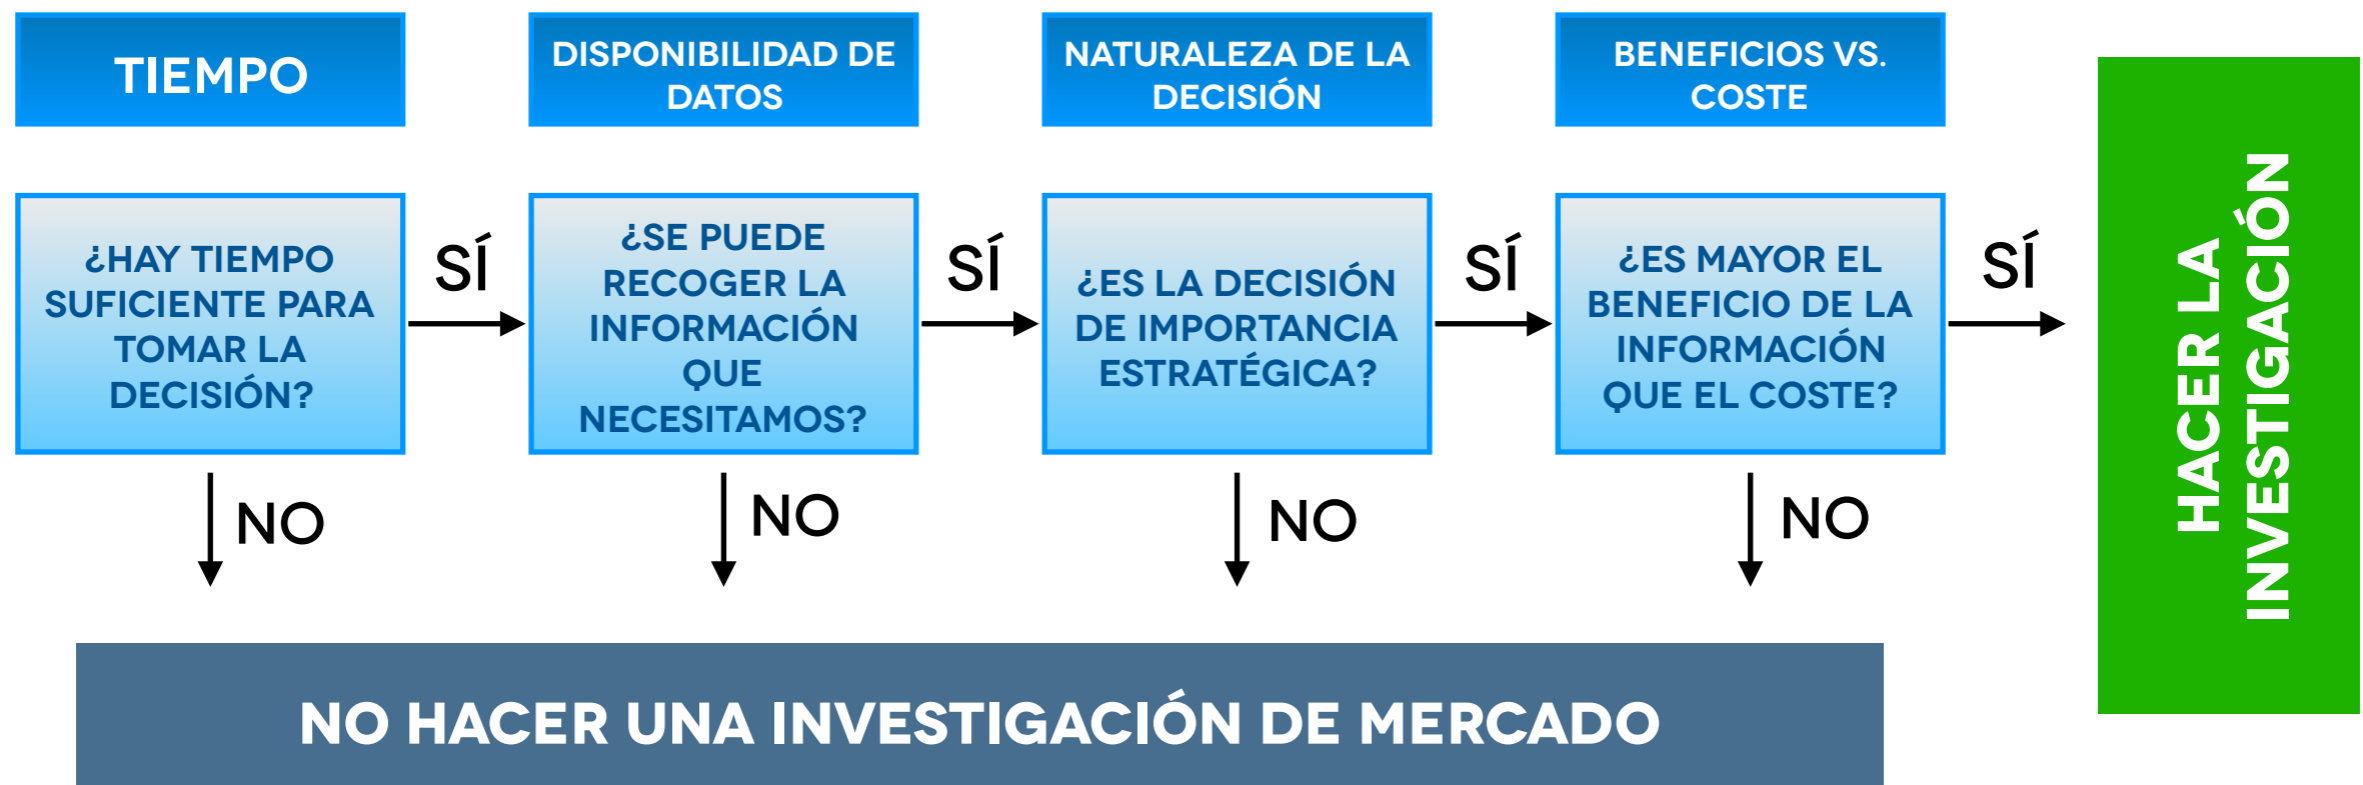 TIEMPO
DISPONIBILIDAD DE
DATOS
NATURALEZA DE LA
DECISIÓN
BENEFICIOS VS.
COSTE
¿HAY TIEMPO
SUFICIENTE PARA
TOMAR LA
DECISIÓN?
SÍ
¿SE PUEDE
RECOGER LA
INFORMACIÓN
QUE
NECESITAMOS?
SÍ
¿ES LA DECISIÓN
DE IMPORTANCIA
ESTRATÉGICA?
SÍ
¿ES MAYOR EL
BENEFICIO DE LA
INFORMACIÓN
QUE EL COSTE?
SÍ
HACER LA
INVESTIGACIÓN
NO
NO
NO
NO
NO HACER UNA INVESTIGACIÓN DE MERCADO